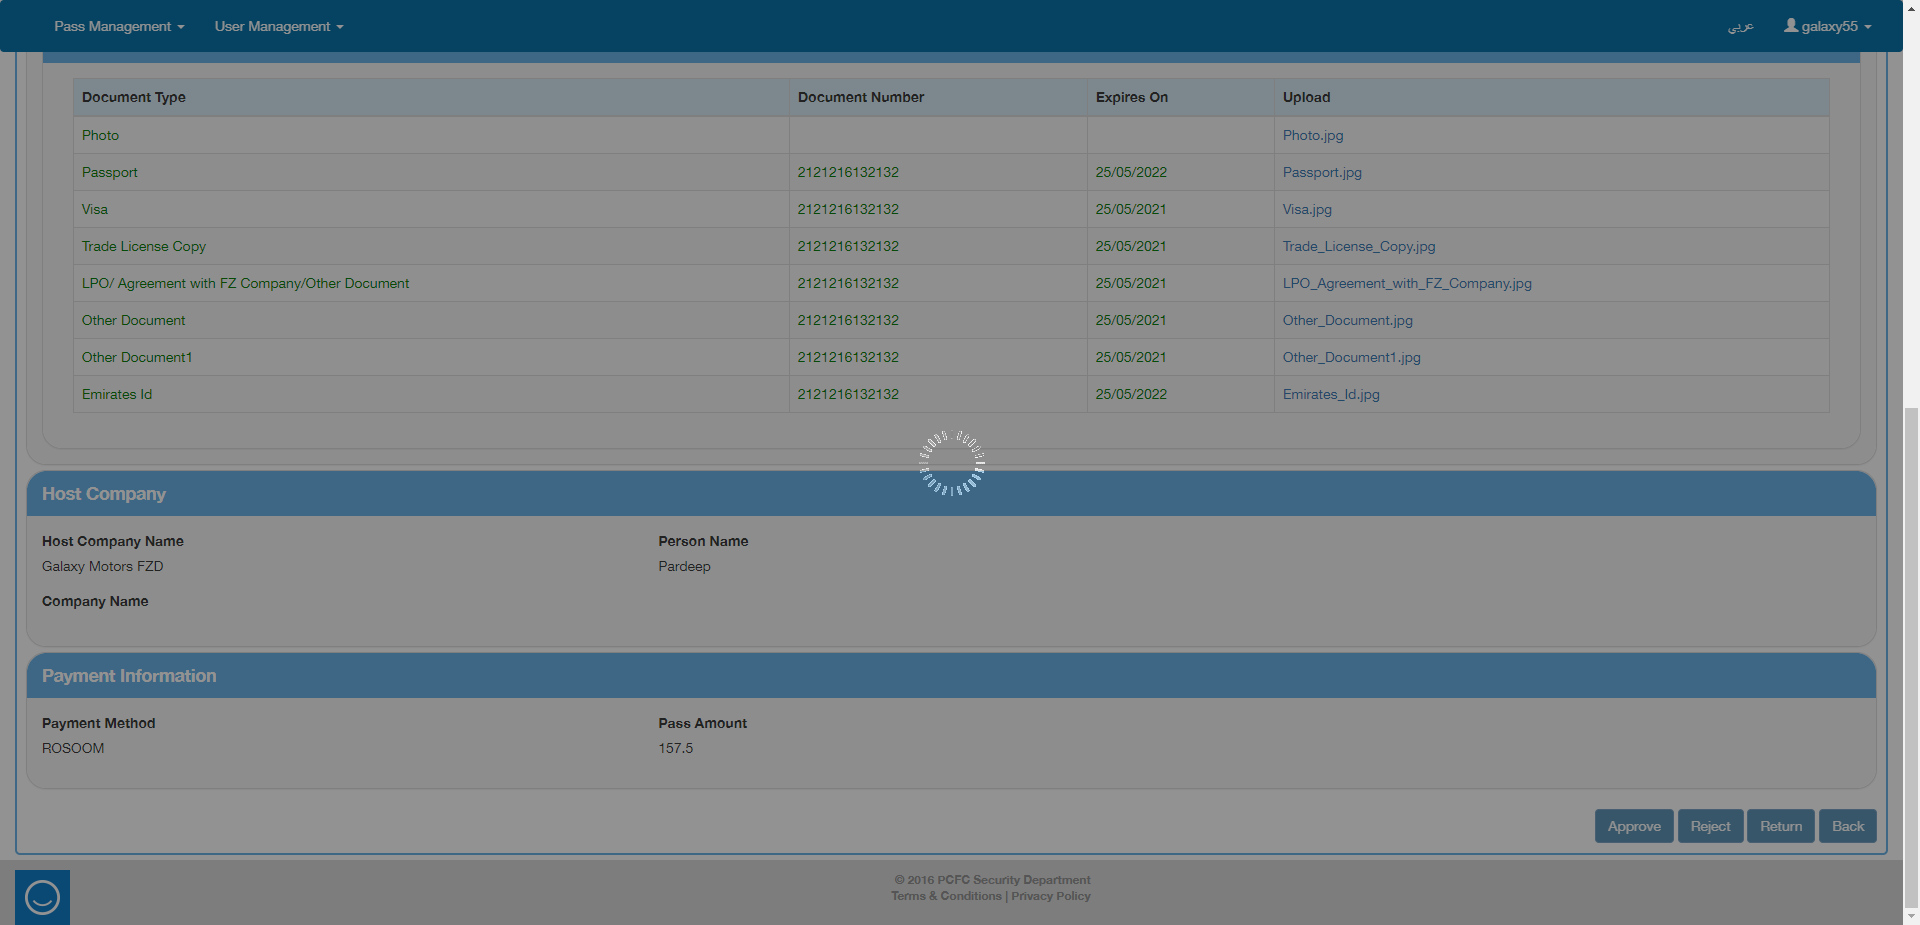 Pass Management User Management عربي galaxy55
Document Type Document Number Expires On Upload
Photo Photo.jpg
Passport 2121216132132 25/05/2022 Passport.jpg
Visa 2121216132132 25/05/2021 Visa.jpg
Trade License Copy 2121216132132 25/05/2021 Trade_License_Copy.jpg
LPO/ Agreement with FZ Company/Other Document 2121216132132 25/05/2021 LPO_Agreement_with_FZ_Company.jpg
Other Document 2121216132132 25/05/2021 Other_Document.jpg
Other Document1 2121216132132 25/05/2021 Other_Document1.jpg
Emirates Id 2121216132132 25/05/2022 Emirates_Id.jpg
Host Company
Host Company Name Person Name
Galaxy Motors FZD Pardeep
Company Name
Payment Information
Payment Method Pass Amount
ROSOOM 157.5
Approve Reject Return Back
© 2016 PCFC Security Department
Terms & Conditions | Privacy Policy